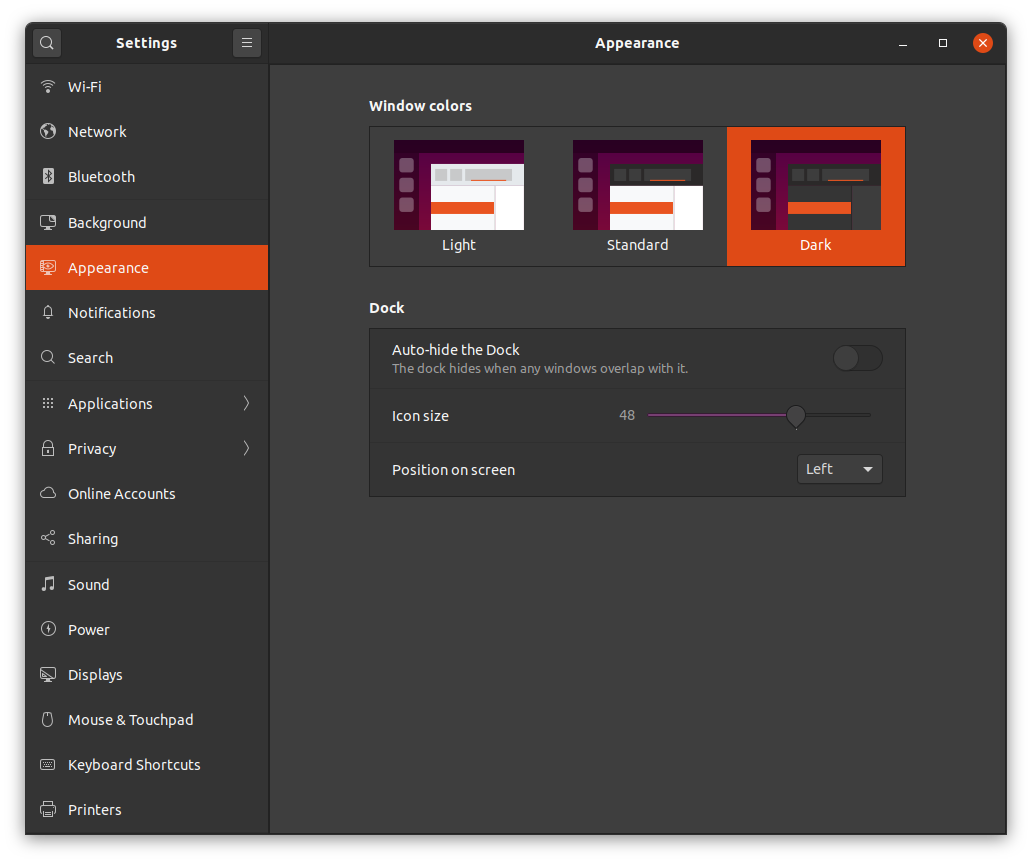 Settings
Appearance
Wi-Fi
Network
Bluetooth
Background
Appearance
Notifications
Search
Applications
Privacy
Online Accounts
Sharing
Sound
Power
Displays
Mouse & Touchpad
Keyboard Shortcuts
Printers
Window colors
Light
Standard
Dark
Dock
Auto-hide the Dock
The dock hides when any windows overlap with it.
Icon size
48
Position on screen
Left